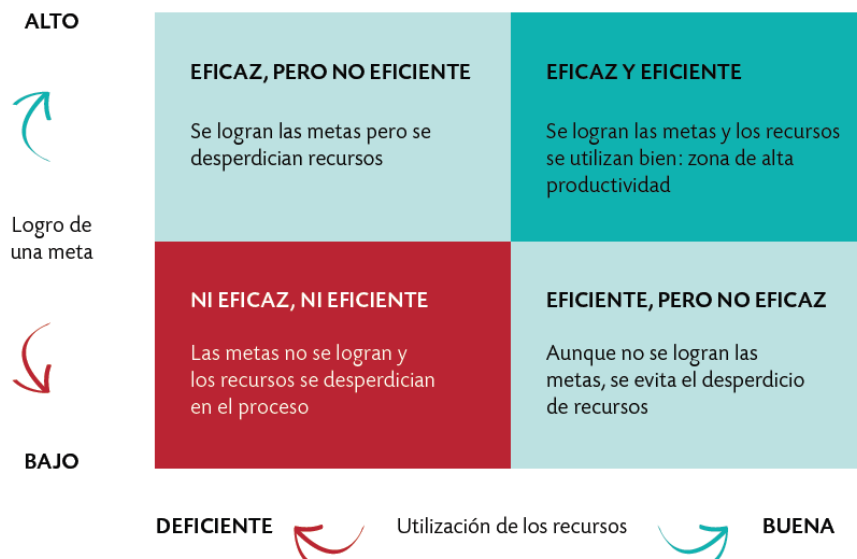 ALTO
EFICAZ, PERO NO EFICIENTE
Se logran las metas pero se
desperdician recursos
EFICAZ Y EFICIENTE
Se logran las metas y los recursos
se utilizan bien: zona de alta
productividad
Logro de
una meta
NI EFICAZ, NI EFICIENTE
Las metas no se logran y
los recursos se desperdician
en el proceso
EFICIENTE, PERO NO EFICAZ
Aunque no se logran las
metas, se evita el desperdicio
de recursos
BAJO
DEFICIENTE
Utilización de los recursos
BUENA